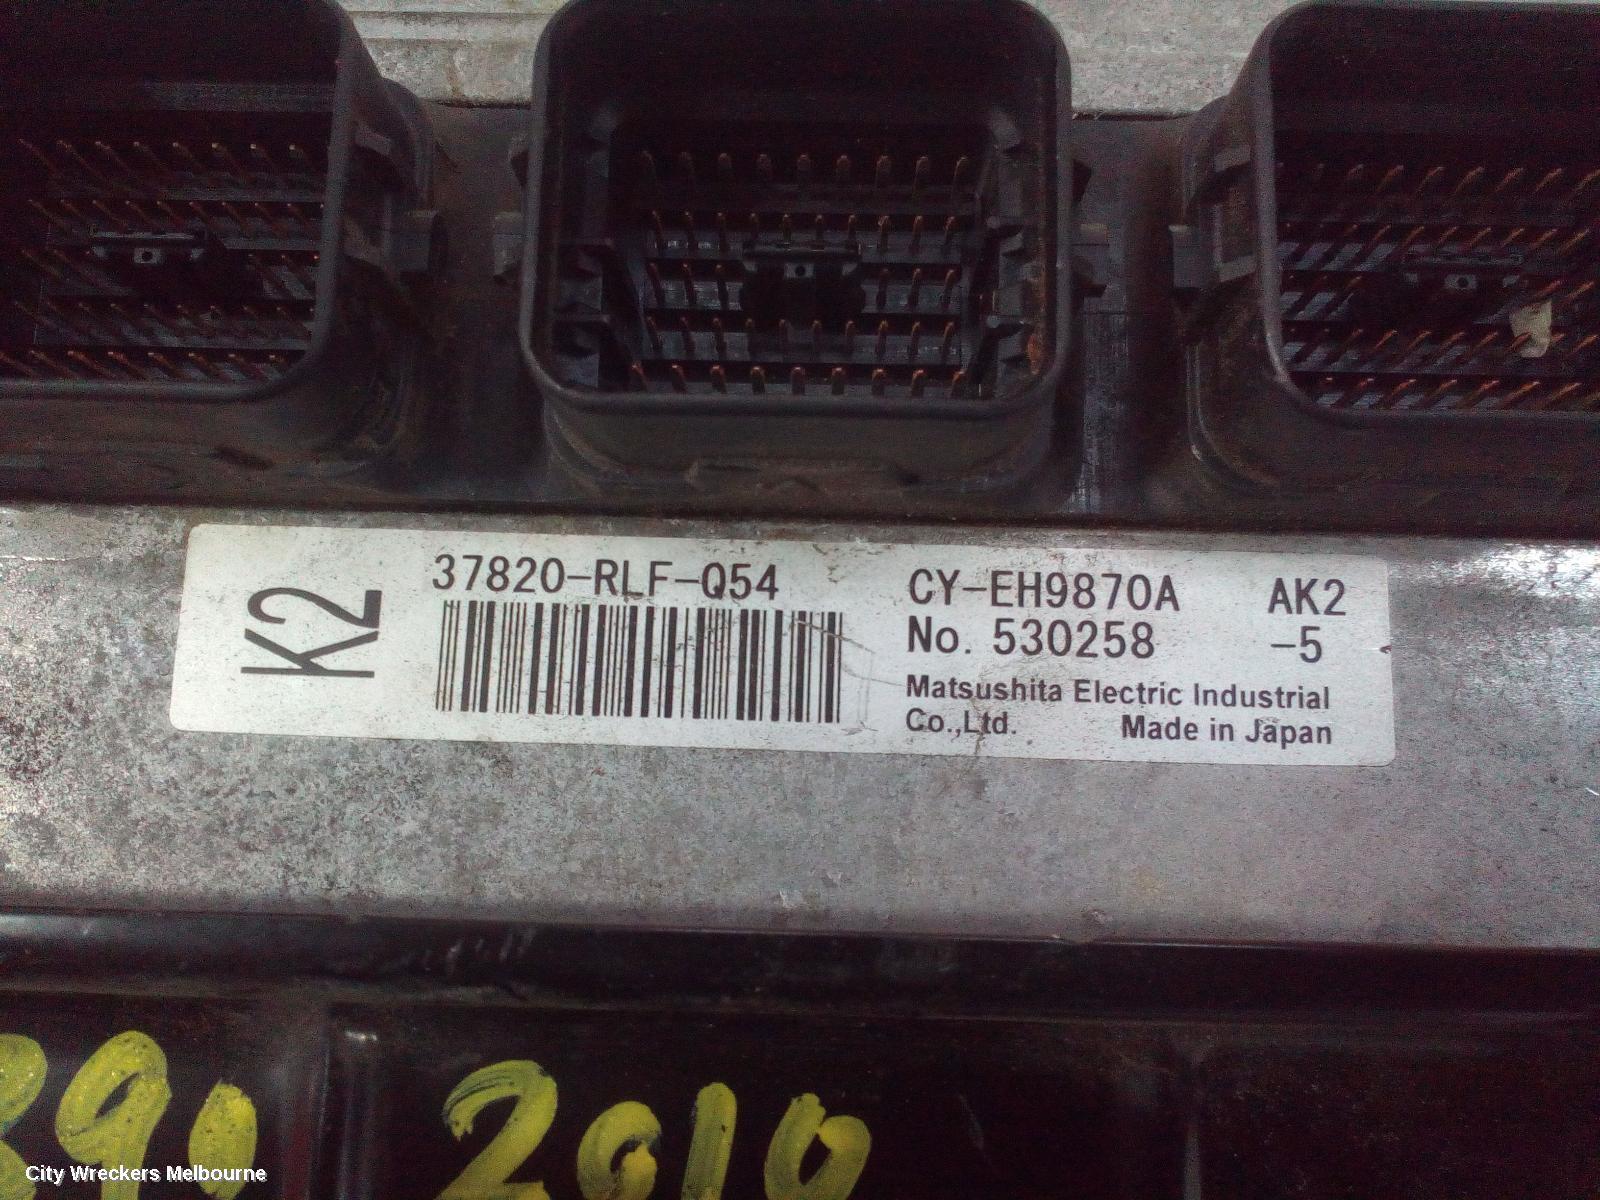 K2
37820-RLF-Q54
CY-EH9870A AK2
No. 530258 -5
Matsushita Electric Industrial
Co.,Ltd. Made in Japan
2010
City Wreckers Melbourne